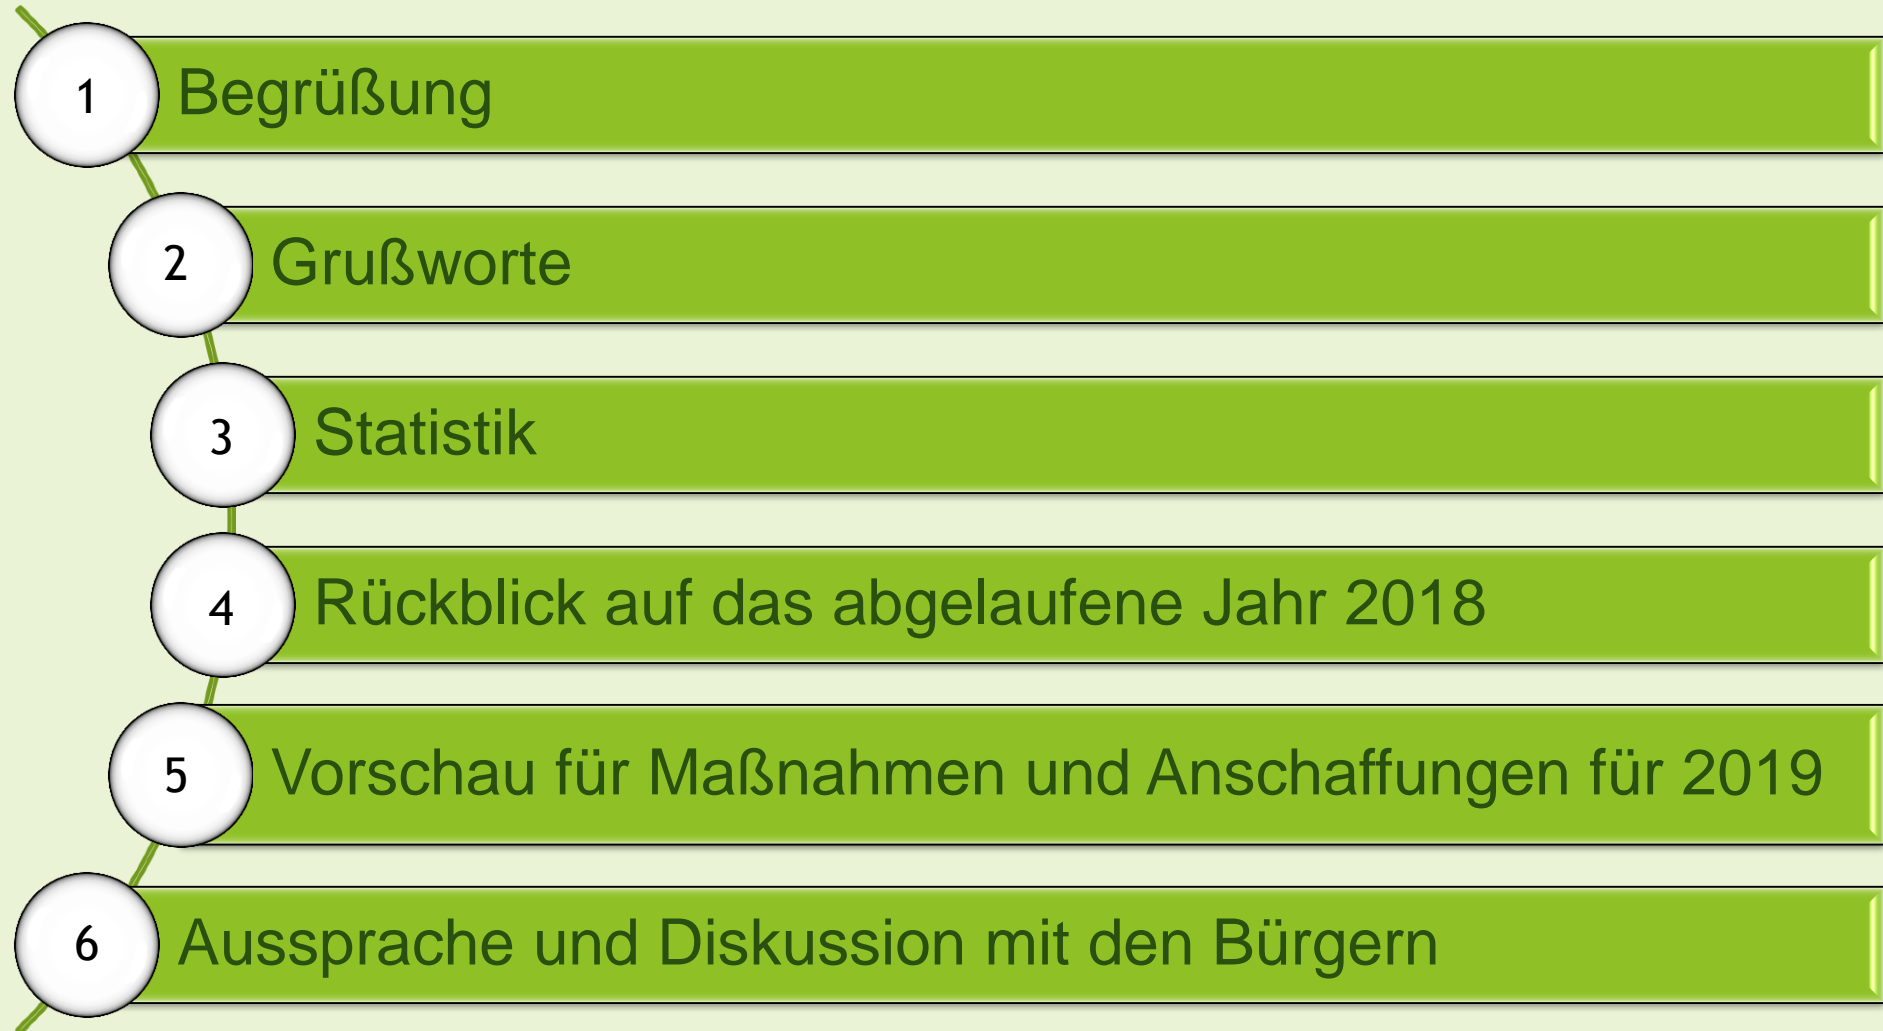 1 Begrüßung
2 Grußworte
3 Statistik
4 Rückblick auf das abgelaufene Jahr 2018
5 Vorschau für Maßnahmen und Anschaffungen für 2019
6 Aussprache und Diskussion mit den Bürgern